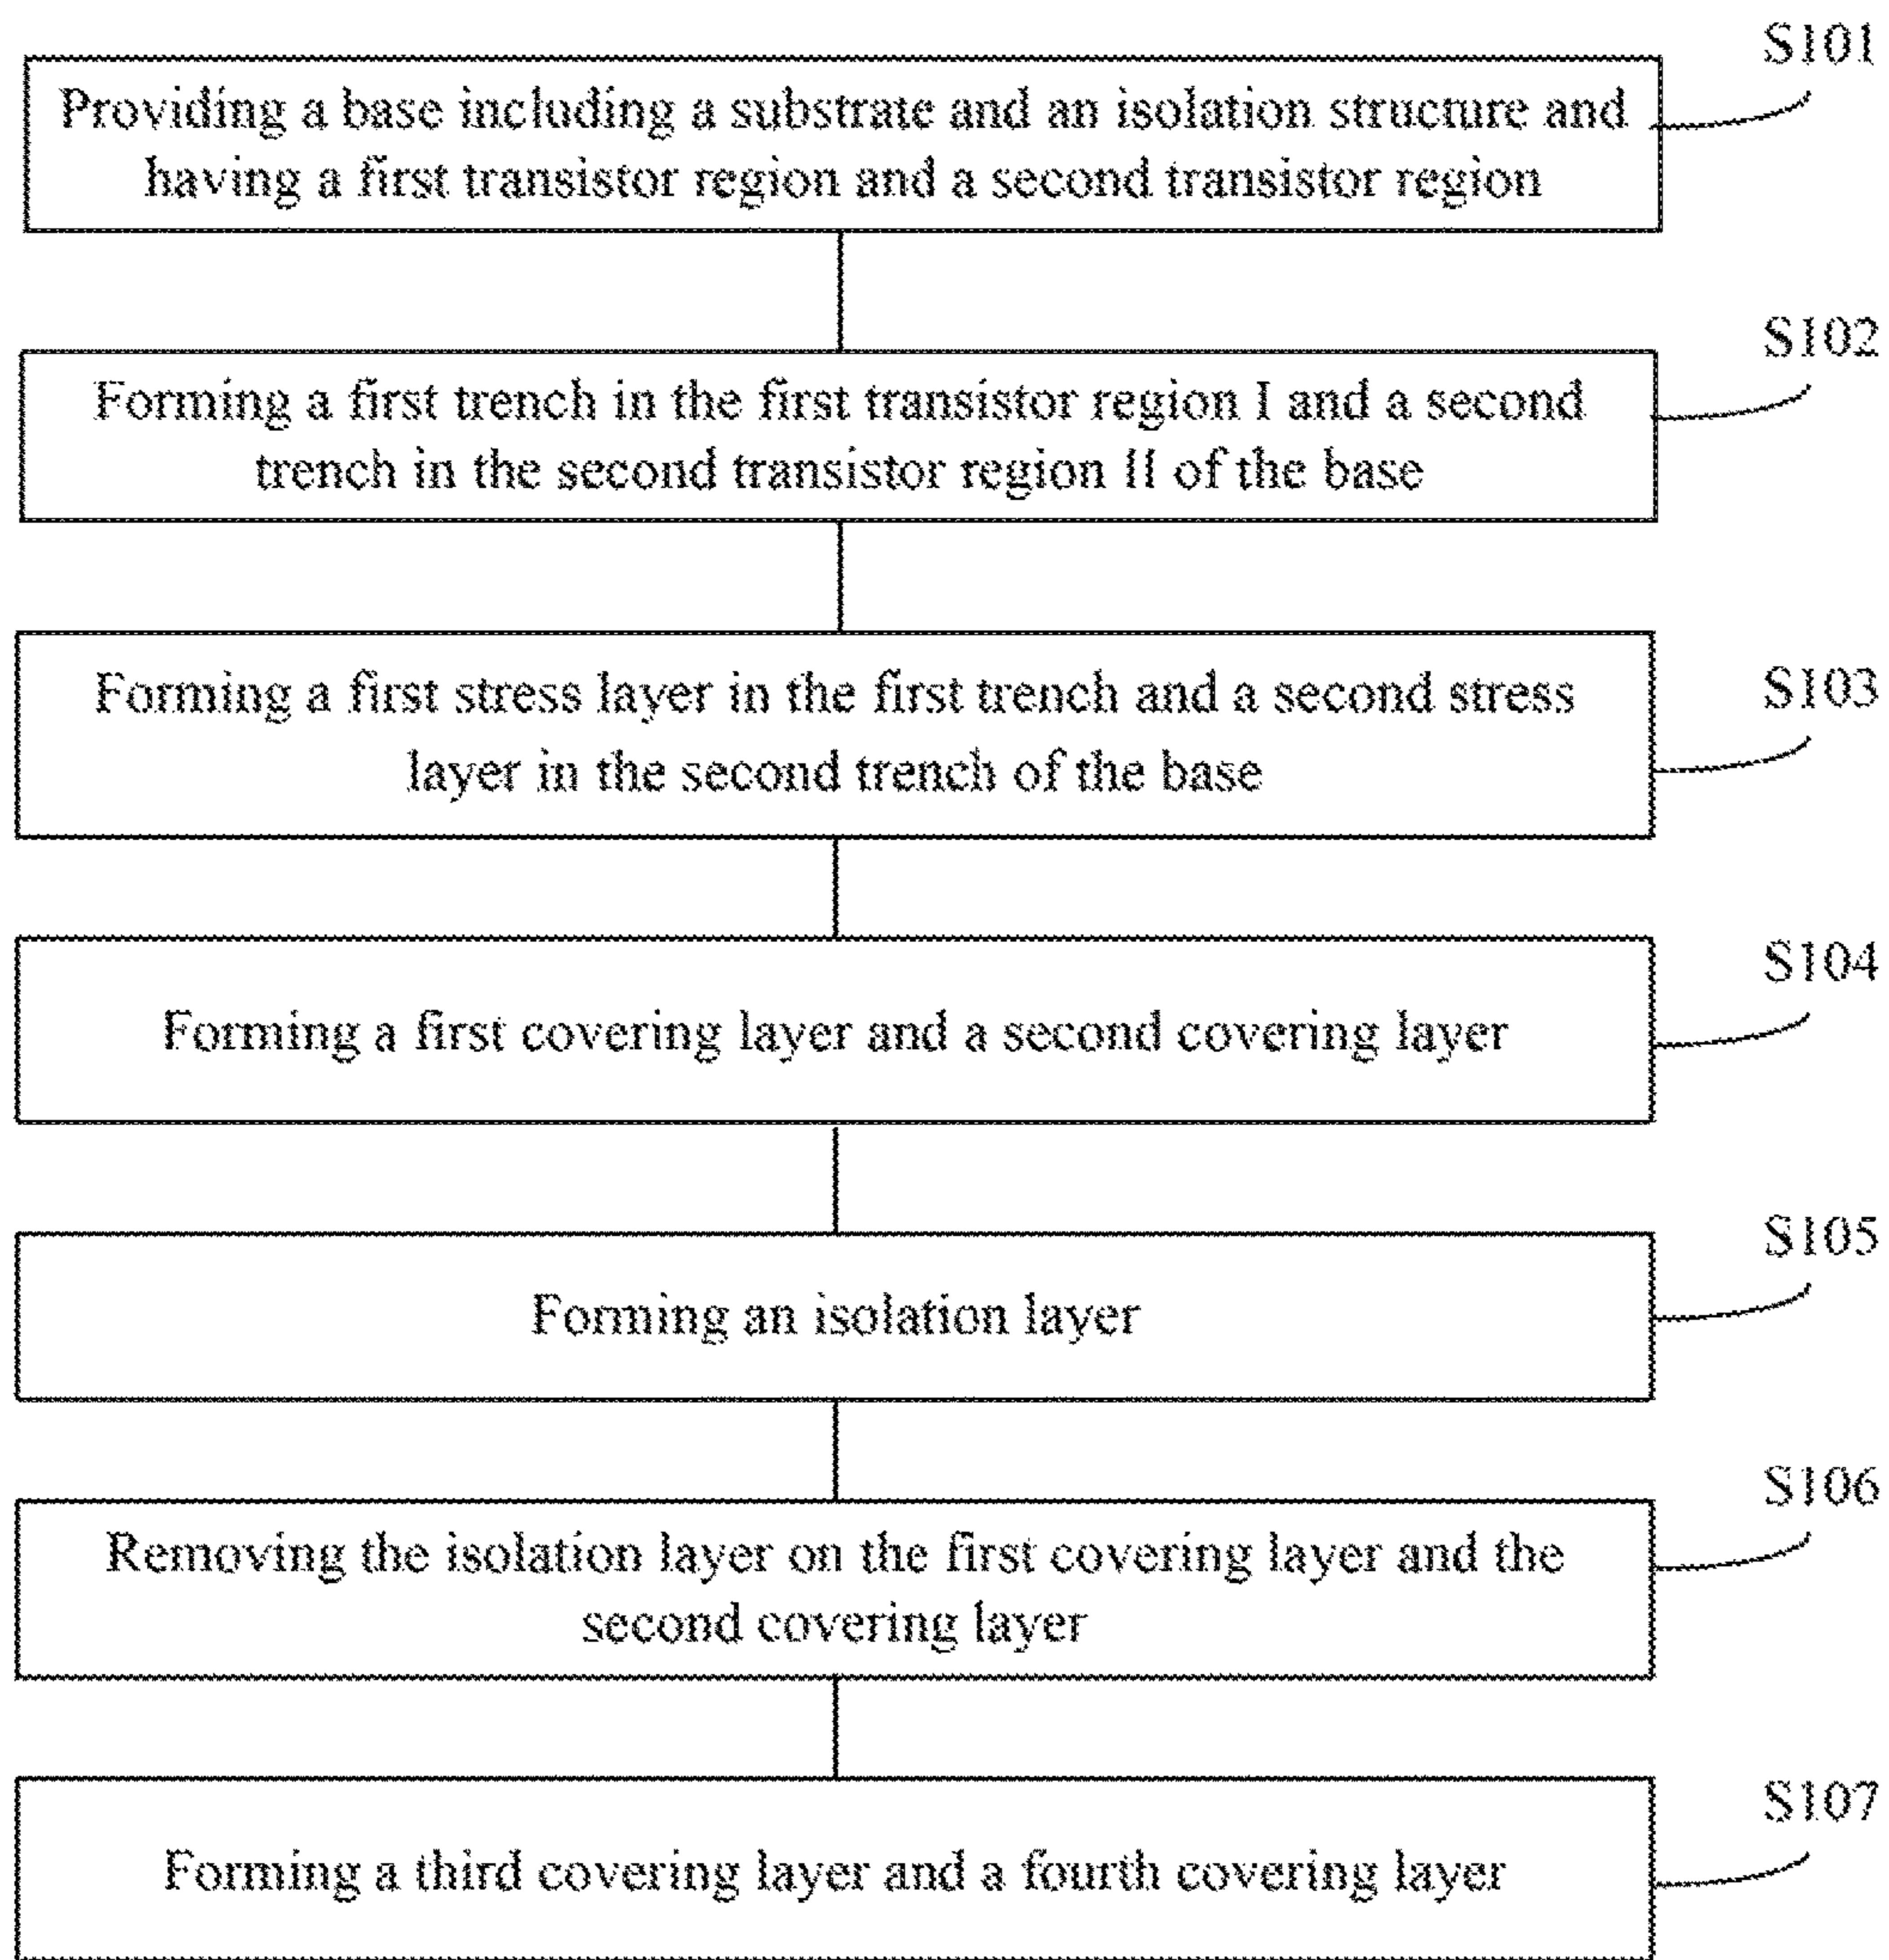 S101
Providing a base including a substrate and an isolation structure and
having a first transistor region and a second transistor region
S102
Forming a first trench in the first transistor region I and a second
trench in the second transistor region II of the base
S103
Forming a first stress layer in the first trench and a second stress
layer in the second trench of the base
S104
Forming a first covering layer and a second covering layer
S105
Forming an isolation layer
S106
Removing the isolation layer on the first covering layer and the
second covering layer
S107
Forming a third covering layer and a fourth covering layer